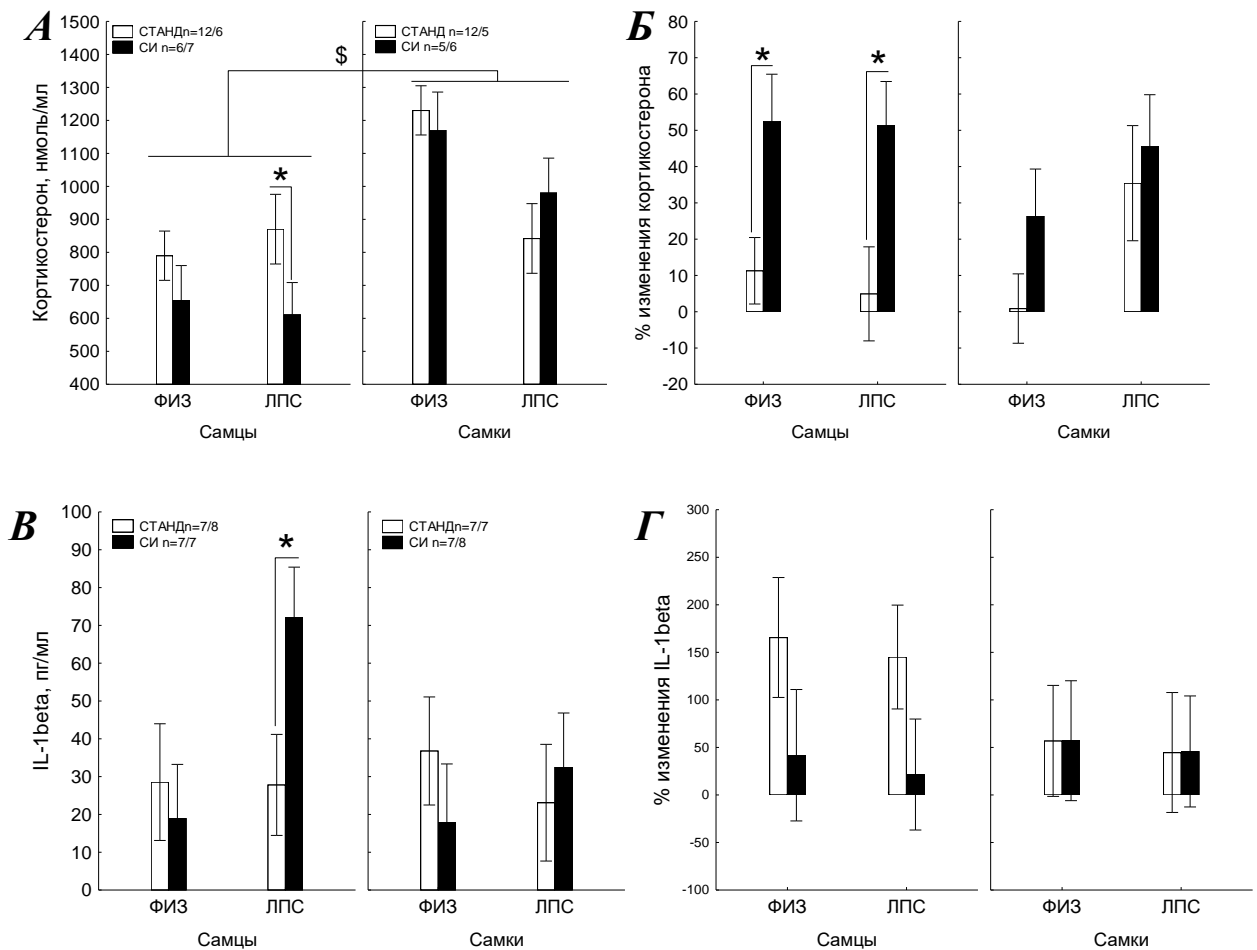 А
Кортикостерон, нмоль/мл
1500
1400
1300
1200
1100
1000
900
800
700
600
500
400
СТАНДn=12/6
СИ n=6/7
$
*
ФИЗ ЛПС
Самцы
СТАНД n=12/5
СИ n=5/6
ФИЗ ЛПС
Самки
Б
% изменения кортикостерона
80
70
60
50
40
30
20
10
0
-10
-20
* *
ФИЗ ЛПС
Самцы
ФИЗ ЛПС
Самки
В
IL-1beta, пг/мл
100
90
80
70
60
50
40
30
20
10
0
СТАНДn=7/8
СИ n=7/7
*
ФИЗ ЛПС
Самцы
СТАНДn=7/7
СИ n=7/8
ФИЗ ЛПС
Самки
Г
% изменения IL-1beta
300
250
200
150
100
50
0
-50
-100
ФИЗ ЛПС
Самцы
ФИЗ ЛПС
Самки